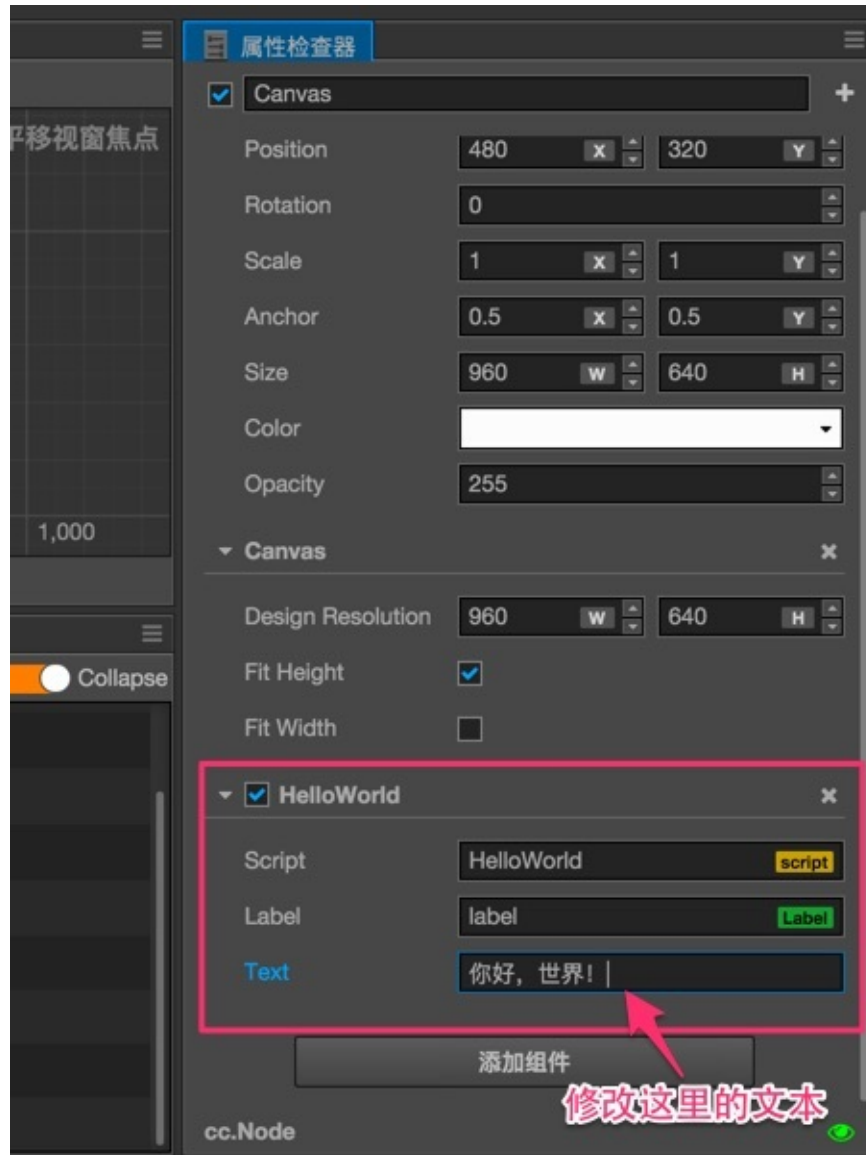 属性检查器
Canvas
平移视窗焦点
Position 480 X 320 Y
Rotation 0
Scale 1 X 1 Y
Anchor 0.5 X 0.5 Y
Size 960 W 640 H
Color
Opacity 255
1,000
Canvas
Design Resolution 960 W 640 H
Fit Height
Collapse
Fit Width
HelloWorld
Script HelloWorld script
Label label Label
Text 你好，世界！
添加组件
修改这里的文本
cc.Node